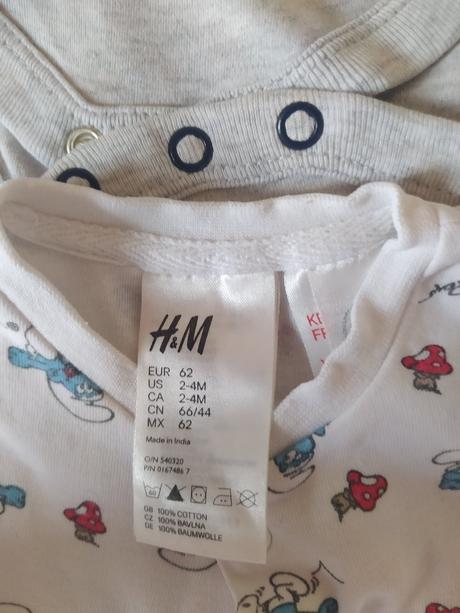 H&M
EUR 62
US 2-4M
CA 2-4M
CN 66/44
MX 62
Made in India
O/N 540320
P/N 0167486 7
60
GB 100% COTTON
CZ 100% BAVLNA
DE 100% BAUMWOLLE